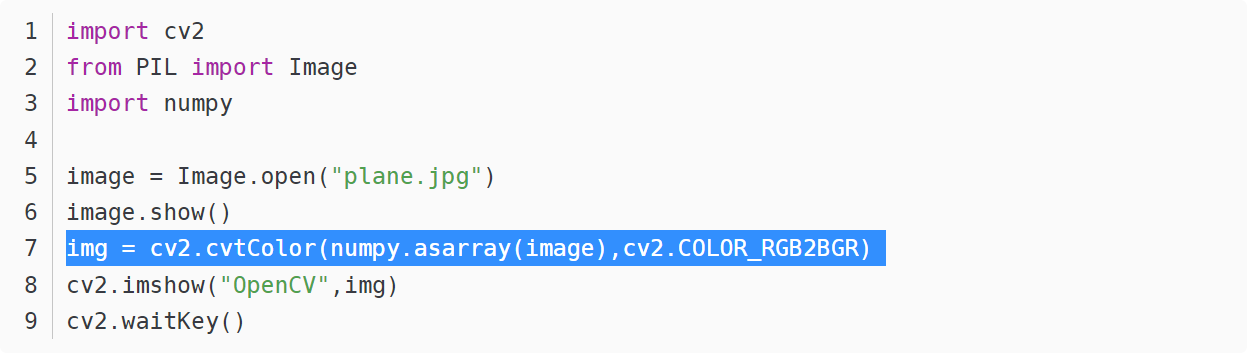 1 import cv2
2 from PIL import Image
3 import numpy
4
5 image = Image.open("plane.jpg")
6 image.show()
7 img = cv2.cvtColor(numpy.asarray(image),cv2.COLOR_RGB2BGR)
8 cv2.imshow("OpenCV",img)
9 cv2.waitKey()